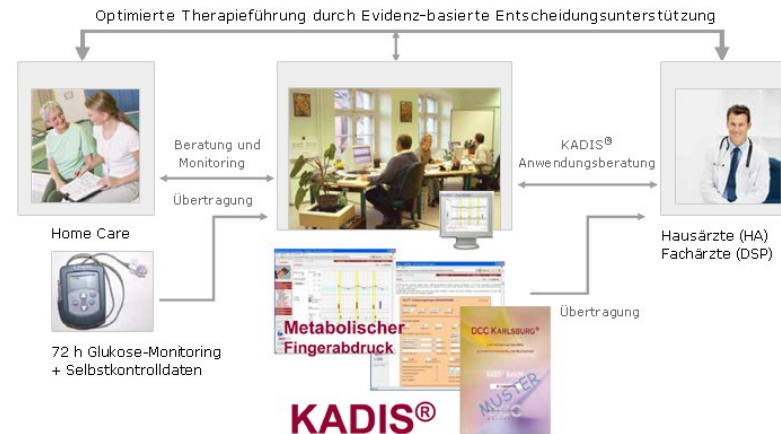 Optimierte Therapieführung durch Evidenz-basierte Entscheidungsunterstützung
Beratung und
Monitoring
KADIS®
Anwendungsberatung
Übertragung
Home Care
Hausärzte (HA)
Fachärzte (DSP)
Übertragung
72 h Glukose-Monitoring
+ Selbstkontrolldaten
Metabolischer
Fingerabdruck
DCC KARLSBURG®
MUSTER
KADIS®